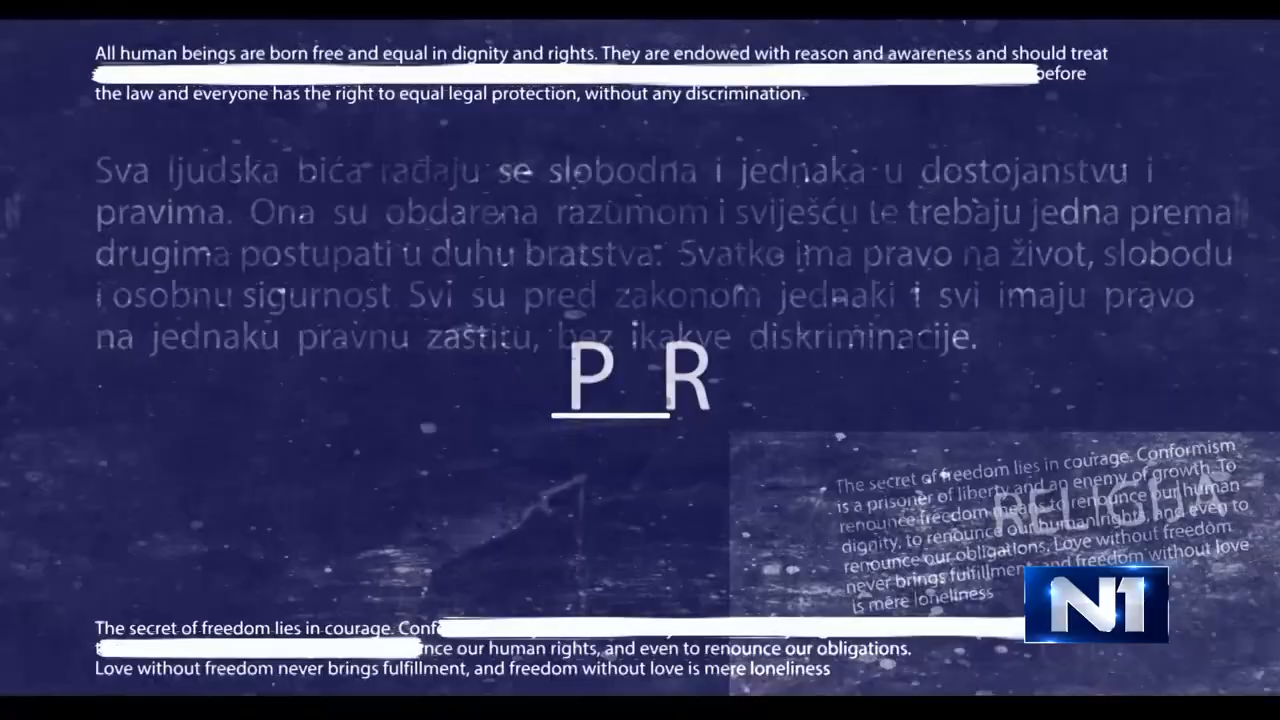 All human beings are born free and equal in dignity and rights. They are endowed with reason and awareness and should treat
before
the law and everyone has the right to equal legal protection, without any discrimination.
Sva ljudska bića rađaju se slobodna i jednaka u dostojanstvu i
pravima. Ona su obdarena razumom i sviješću te trebaju jedna prema
drugima postupati u duhu bratstva. Svatko ima pravo na život, slobodu
i osobnu sigurnost. Svi su pred zakonom jednaki i svi imaju pravo
na jednaku pravnu zaštitu, bez ikakve diskriminacije.
P R
The secret of freedom lies in courage. Conformism
is a prisoner of liberty and an enemy of growth. To
renounce freedom means to renounce our human
dignity, to renounce our human rights, and even to
renounce our obligations. Love without freedom
never brings fulfillment, and freedom without love
is mere loneliness
RELIGIJA
N1
The secret of freedom lies in courage. Conf
nce our human rights, and even to renounce our obligations.
Love without freedom never brings fulfillment, and freedom without love is mere loneliness